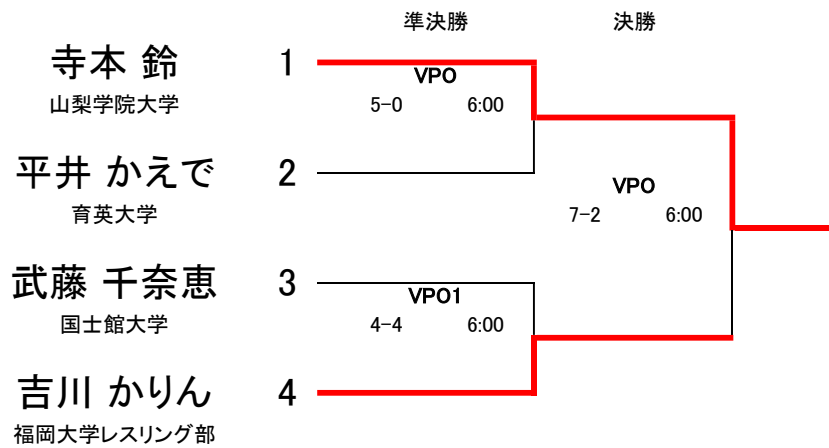 準決勝 決勝
寺本 鈴 1
山梨学院大学
VPO
5-0 6:00
平井 かえで 2
育英大学
VPO
7-2 6:00
武藤 千奈恵 3
国士館大学
VPO1
4-4 6:00
吉川 かりん 4
福岡大学レスリング部